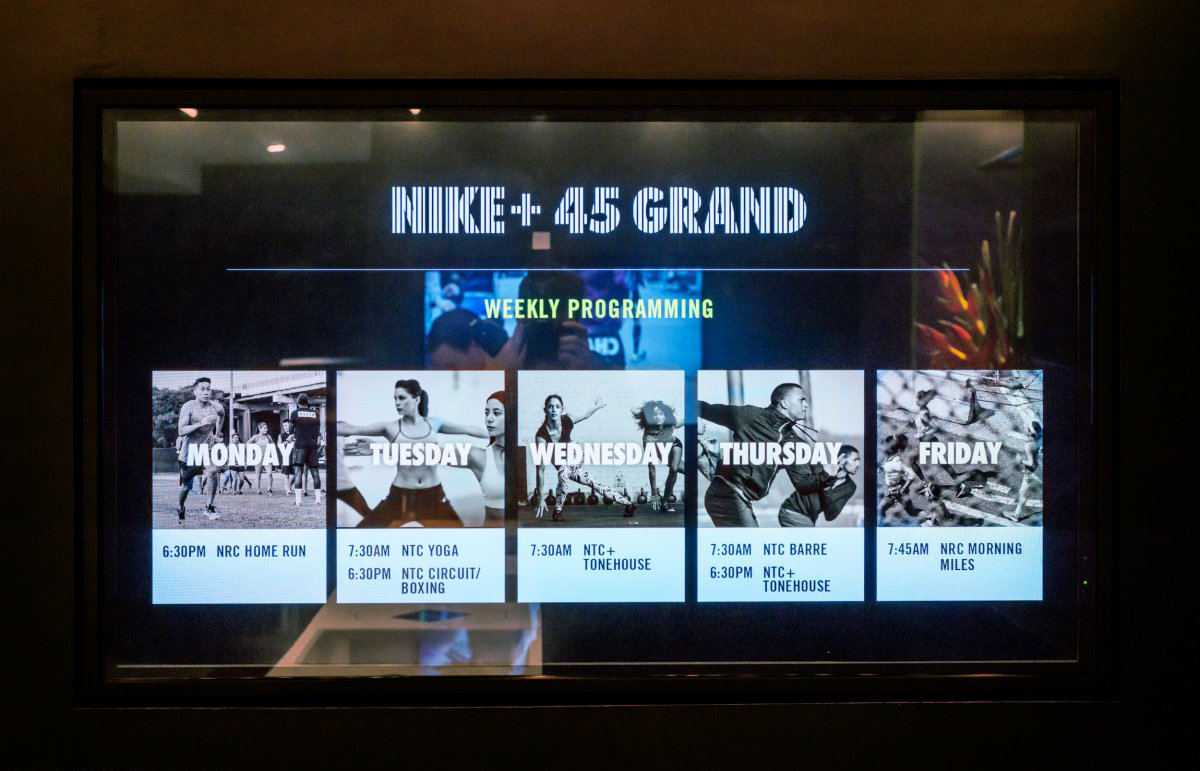 NIKE+ 45 GRAND
WEEKLY PROGRAMMING
MONDAY
6:30PM NRC HOME RUN
TUESDAY
7:30AM NTC YOGA
6:30PM NTC CIRCUIT/
BOXING
WEDNESDAY
7:30AM NTC+
TONEHOUSE
THURSDAY
7:30AM NTC BARRE
6:30PM NTC+
TONEHOUSE
FRIDAY
7:45AM NRC MORNING
MILES